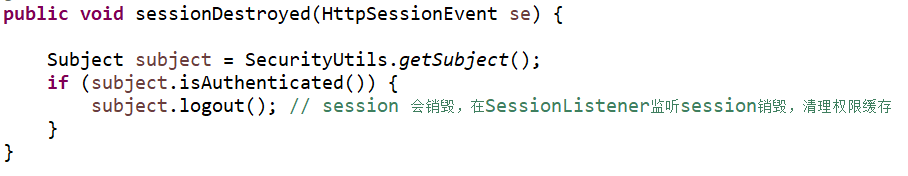 public void sessionDestroyed(HttpSessionEvent se) {
Subject subject = SecurityUtils.getSubject();
if (subject.isAuthenticated()) {
subject.logout(); // session 会销毁，在SessionListener监听session销毁，清理权限缓存
}
}